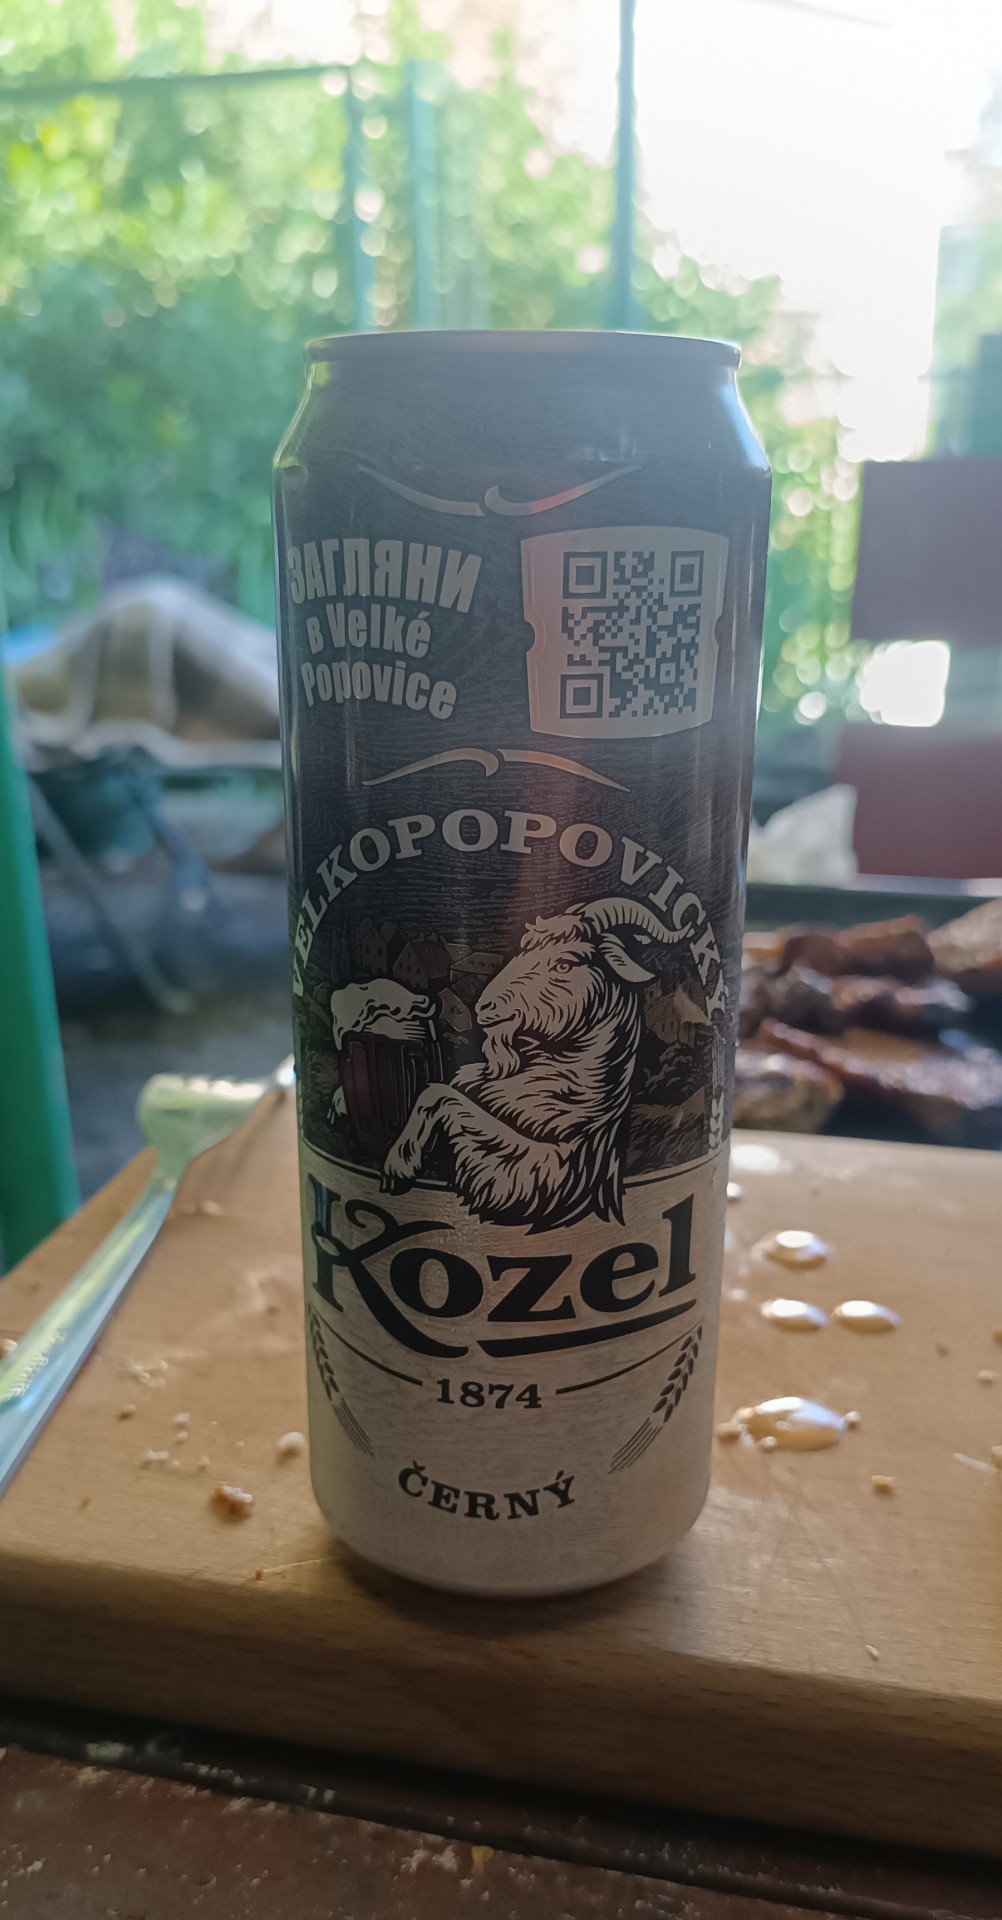 ЗАГЛЯНИ
в Velké
Popovice
VELKOPOPOVICKÝ
Kozel
1874
ČERNÝ